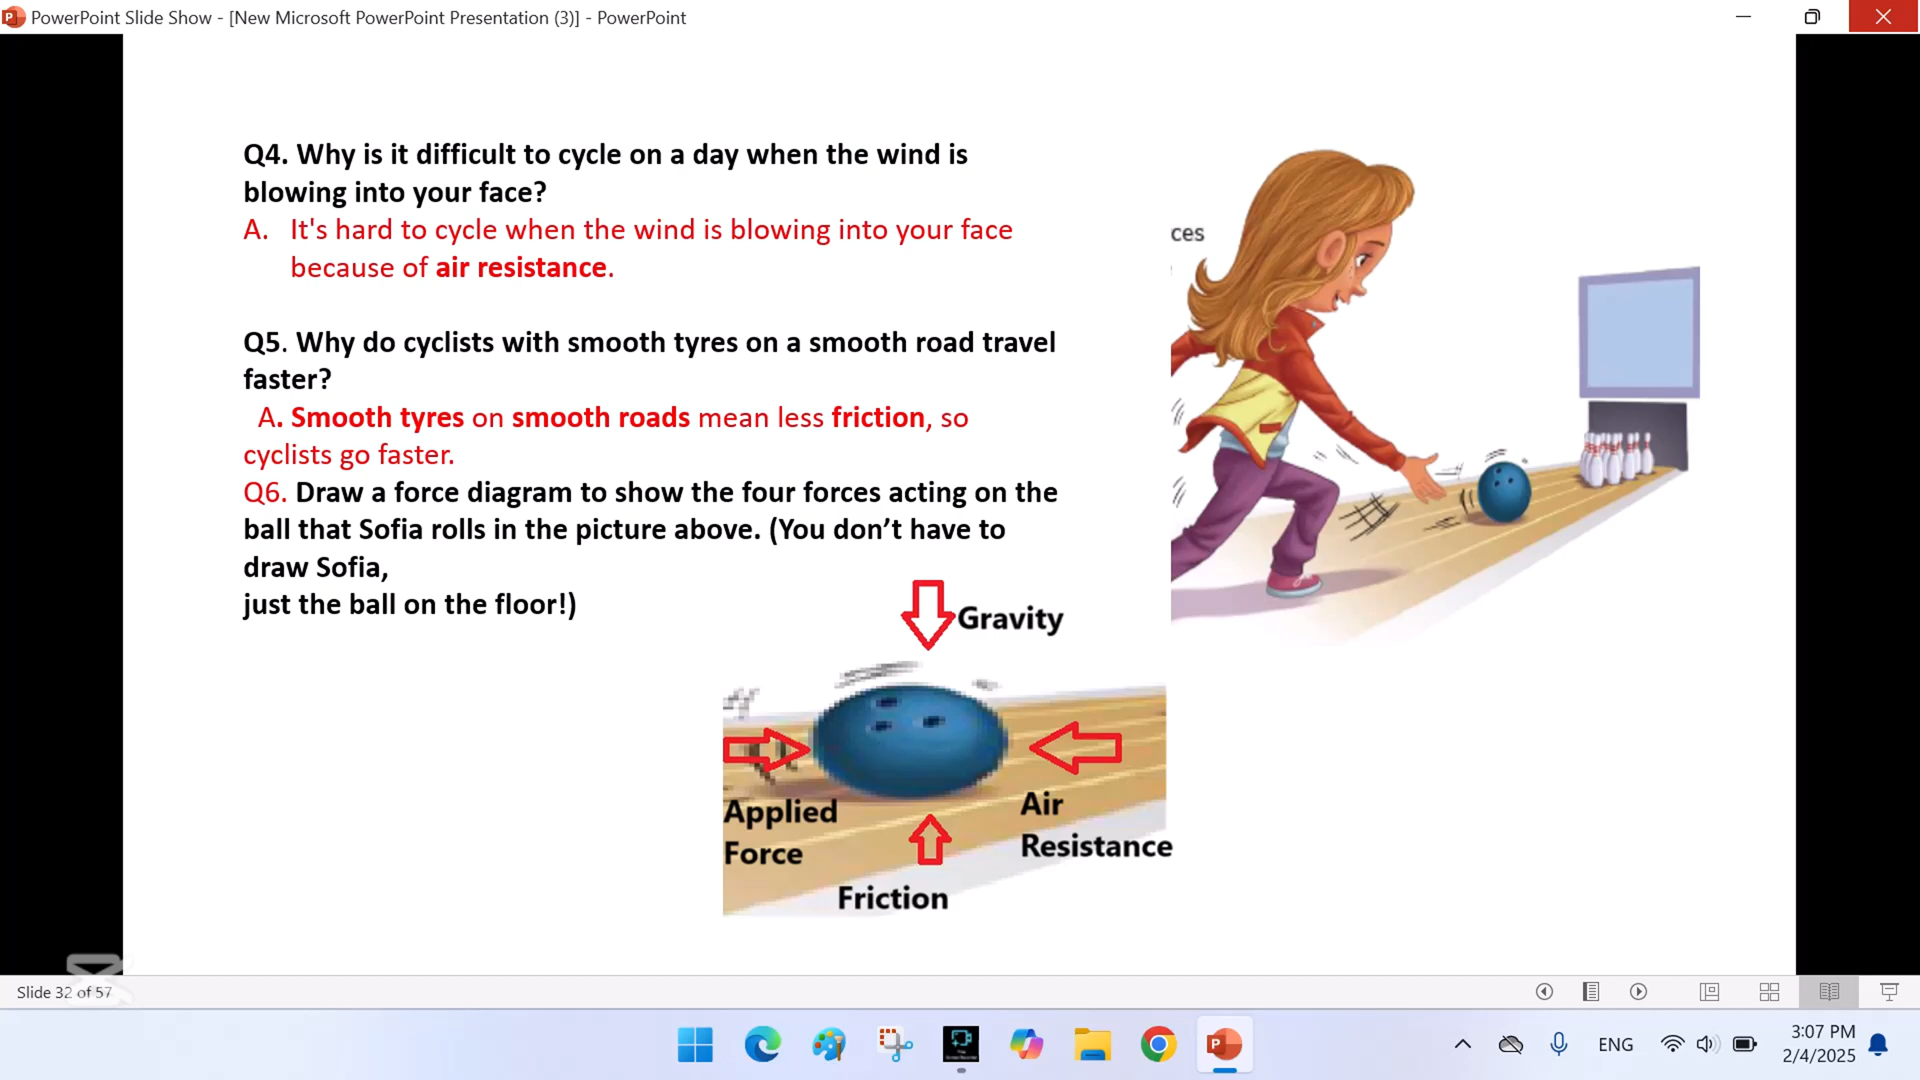 PowerPoint Slide Show - [New Microsoft PowerPoint Presentation (3)] - PowerPoint
Q4. Why is it difficult to cycle on a day when the wind is
blowing into your face?
A. It's hard to cycle when the wind is blowing into your face
because of air resistance.
ces
Q5. Why do cyclists with smooth tyres on a smooth road travel
faster?
A. Smooth tyres on smooth roads mean less friction, so
cyclists go faster.
Q6. Draw a force diagram to show the four forces acting on the
ball that Sofia rolls in the picture above. (You don’t have to
draw Sofia,
just the ball on the floor!)
Gravity
Applied
Force
Air
Resistance
Friction
Slide 32 of 57
ENG
3:07 PM
2/4/2025